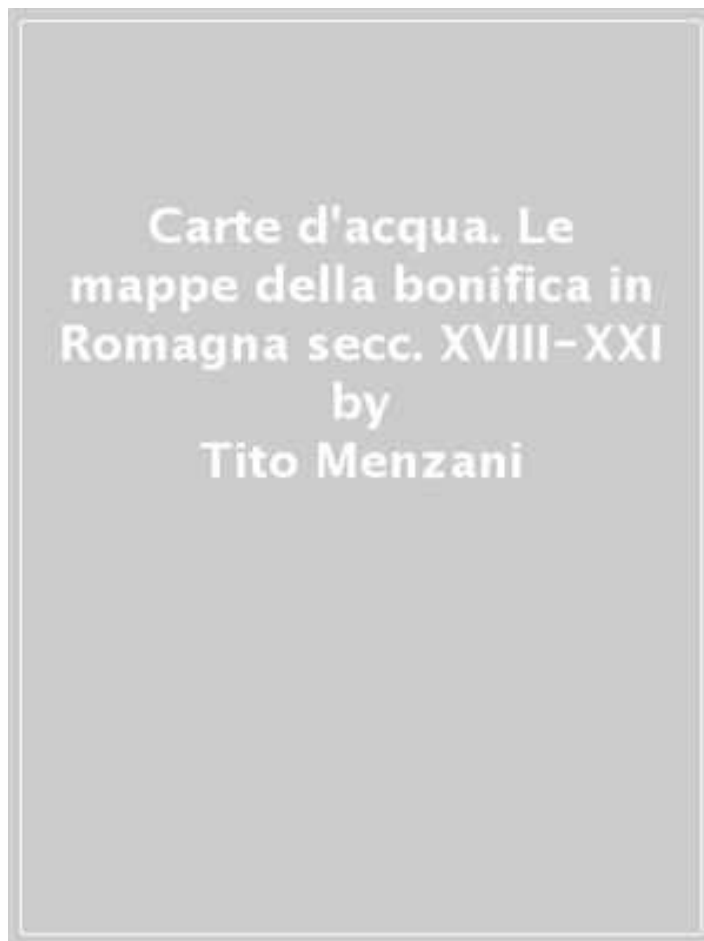 Carte d'acqua. Le
mappe della bonifica in
Romagna secc. XVIII-XXI
by
Tito Menzani